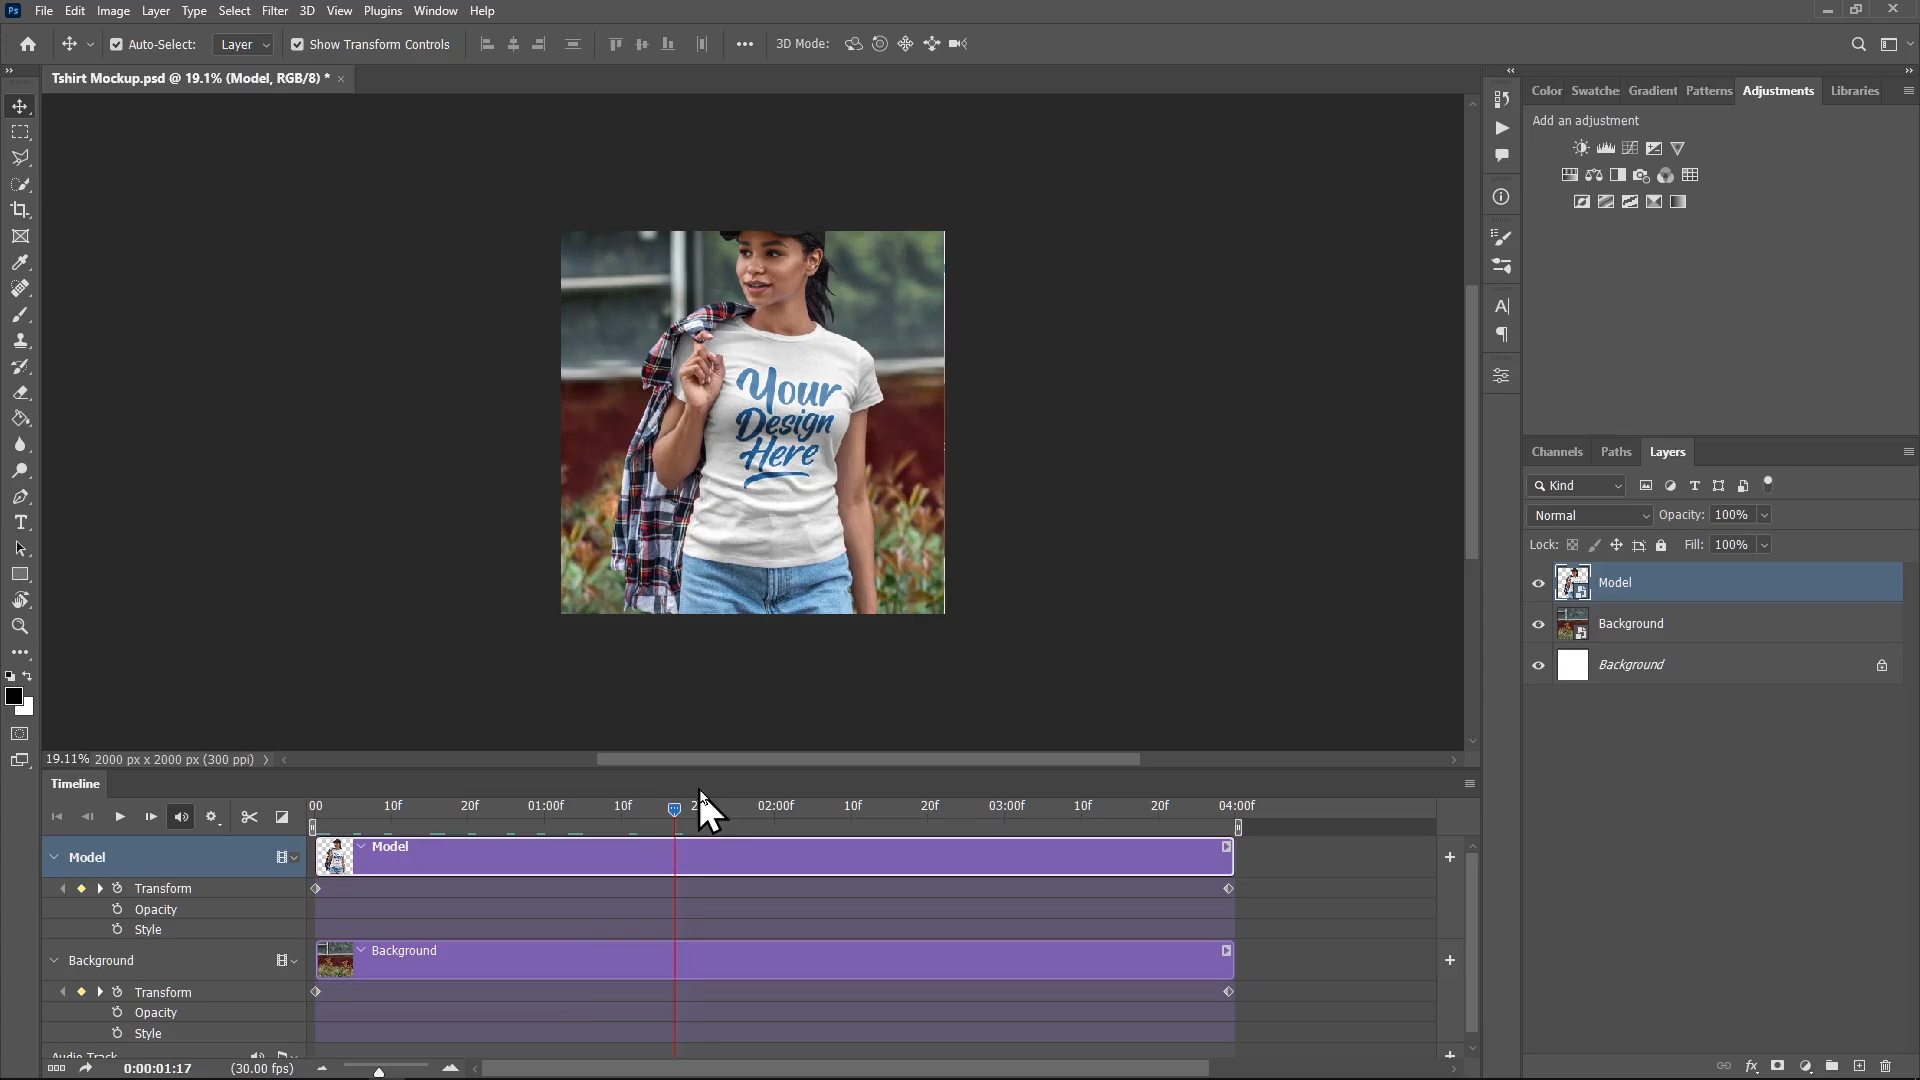 Ps File Edit Image Layer Type Select Filter 3D View Plugins Window Help
Auto-Select: Layer Show Transform Controls 3D Mode:
Tshirt Mockup.psd @ 19.1% (Model, RGB/8) *
Color Swatche Gradient Patterns Adjustments Libraries
Add an adjustment
Your
Design
Here
Channels Paths Layers
Kind
Normal Opacity: 100%
Lock: Fill: 100%
Model
Background
Background
19.11% 2000 px x 2000 px (300 ppi)
Timeline
00 10f 20f 01:00f 10f 02:00f 10f 20f 03:00f 10f 20f 04:00f
Model Model
Transform
Opacity
Style
Background Background
Transform
Opacity
Style
Audio Track
0:00:01:17 (30.00 fps)